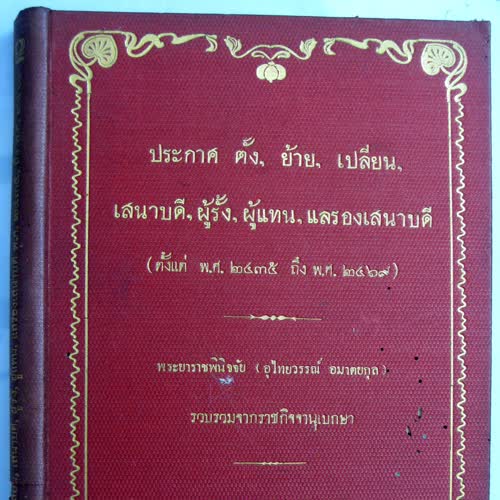 ประกาศ ตั้ง, ย้าย, เปลี่ยน,
เสนาบดี, ผู้รั้ง, ผู้แทน, แลรองเสนาบดี
(ตั้งแต่ พ.ศ. ๒๔๓๕ ถึง พ.ศ. ๒๔๖๙)
พระยาราชพินิจจัย (อุไทยวรรณ์ อมาตยกุล)
รวบรวมจากราชกิจจานุเบกษา